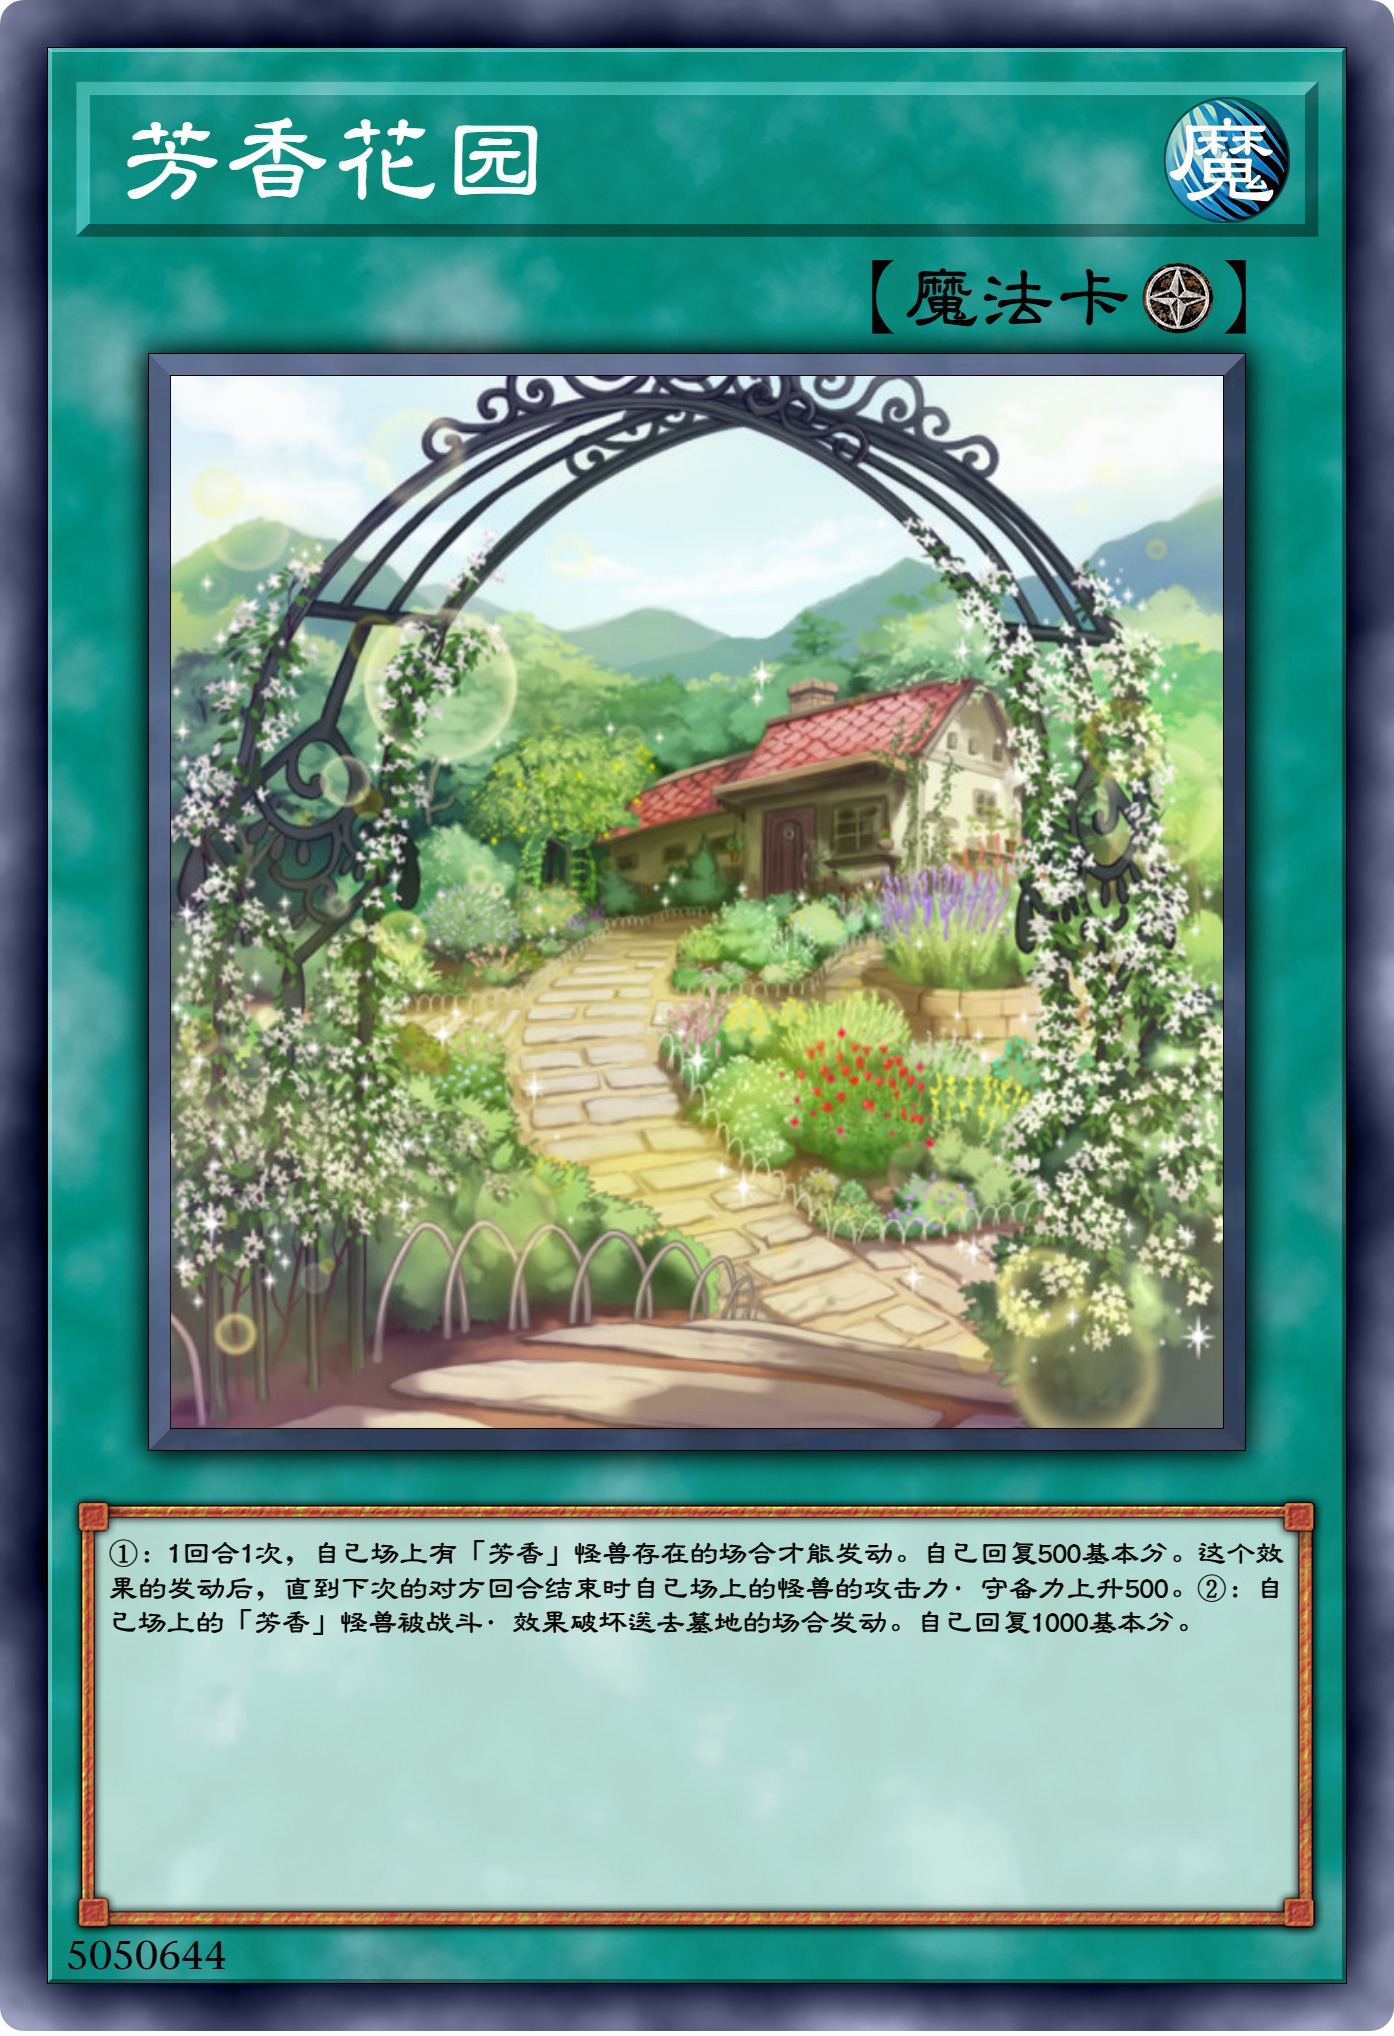 芳香花园
魔
【魔法卡】
①：1回合1次，自己场上有「芳香」怪兽存在的场合才能发动。自己回复500基本分。这个效
果的发动后，直到下次的对方回合结束时自己场上的怪兽的攻击力·守备力上升500。②：自
己场上的「芳香」怪兽被战斗·效果破坏送去墓地的场合发动。自己回复1000基本分。
5050644